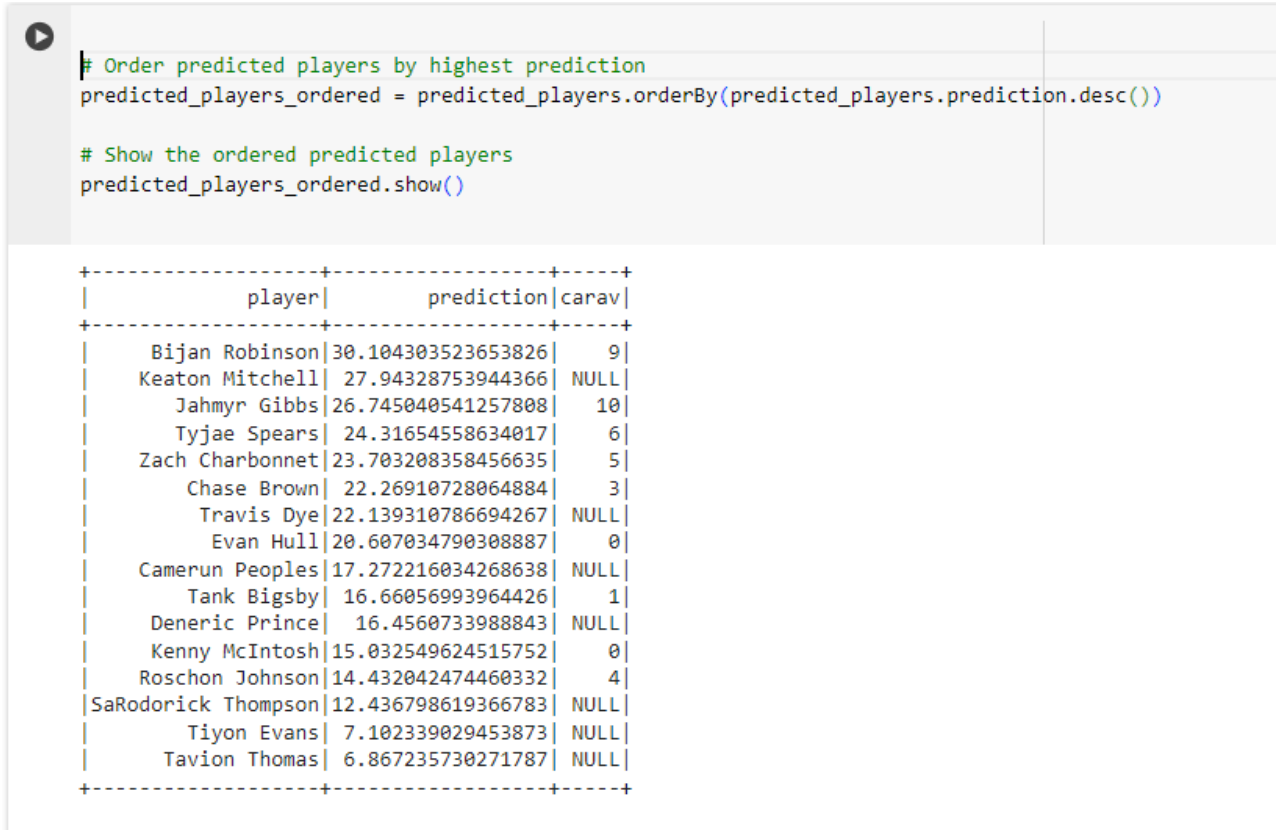 # Order predicted players by highest prediction
predicted_players_ordered = predicted_players.orderBy(predicted_players.prediction.desc())
# Show the ordered predicted players
predicted_players_ordered.show()
+-------------------+------------------+-----+
|             player|        prediction|carav|
+-------------------+------------------+-----+
|     Bijan Robinson|30.104303523653826|    9|
|    Keaton Mitchell| 27.94328753944366| NULL|
|       Jahmyr Gibbs|26.745040541257808|   10|
|       Tyjae Spears| 24.31654558634017|    6|
|    Zach Charbonnet|23.703208358456635|    5|
|        Chase Brown| 22.26910728064884|    3|
|         Travis Dye|22.139310786694267| NULL|
|          Evan Hull|20.607034790308887|    0|
|    Camerun Peoples|17.272216034268638| NULL|
|        Tank Bigsby| 16.66056993964426|    1|
|     Deneric Prince|  16.4560733988843| NULL|
|     Kenny McIntosh|15.032549624515752|    0|
|    Roschon Johnson|14.432042474460332|    4|
|SaRodorick Thompson|12.436798619366783| NULL|
|        Tiyon Evans| 7.102339029453873| NULL|
|      Tavion Thomas| 6.867235730271787| NULL|
+-------------------+------------------+-----+